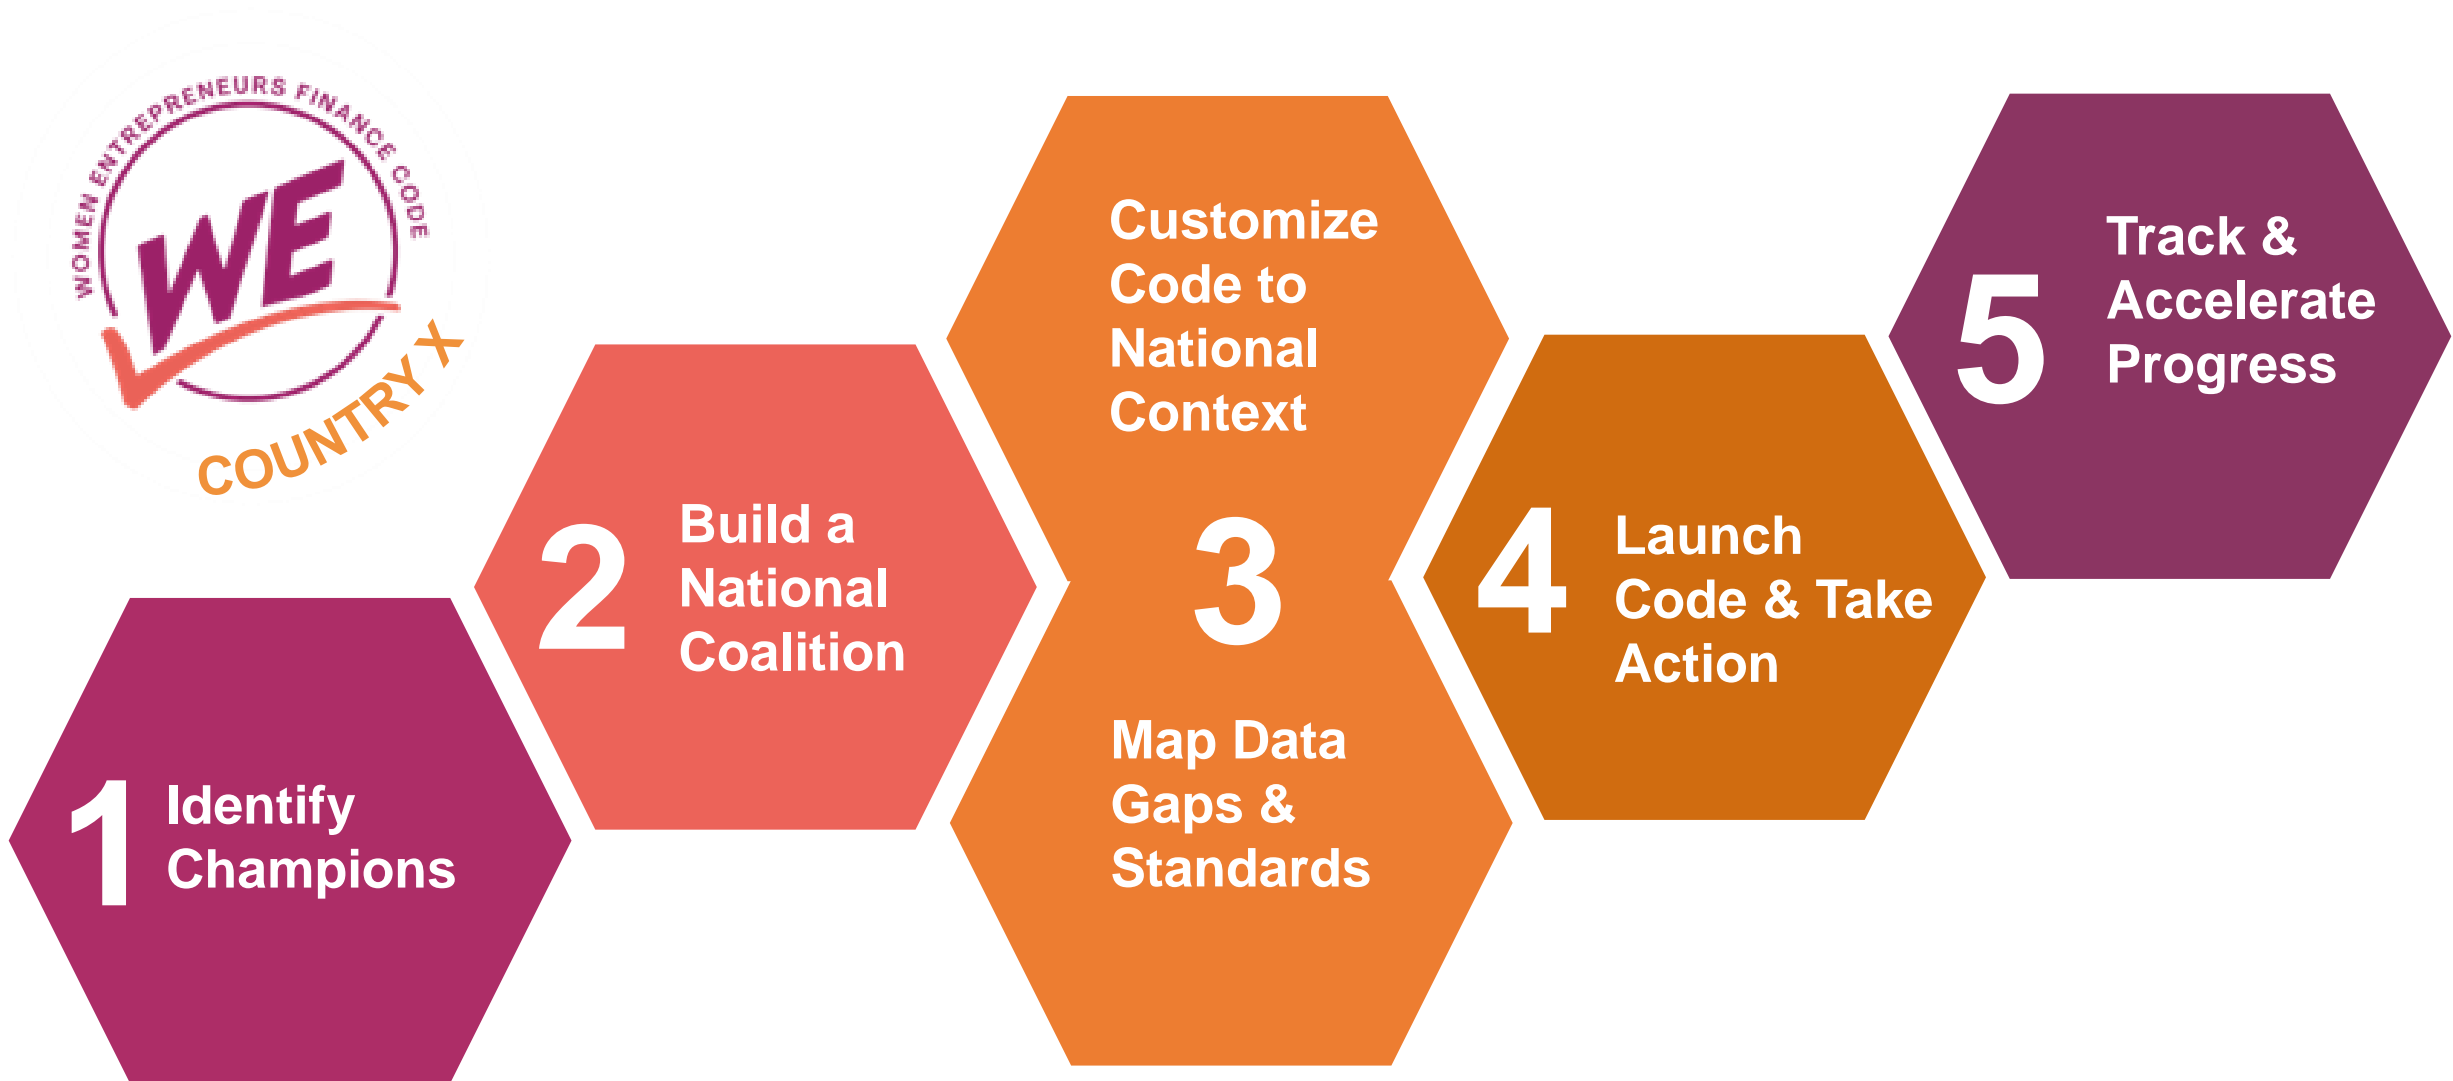 WOMEN ENTREPRENEURS FINANCE CODE
WE
COUNTRY X
1
Identify
Champions
2
Build a
National
Coalition
Customize
Code to
National
Context
3
Map Data
Gaps &
Standards
4
Launch
Code & Take
Action
5
Track &
Accelerate
Progress